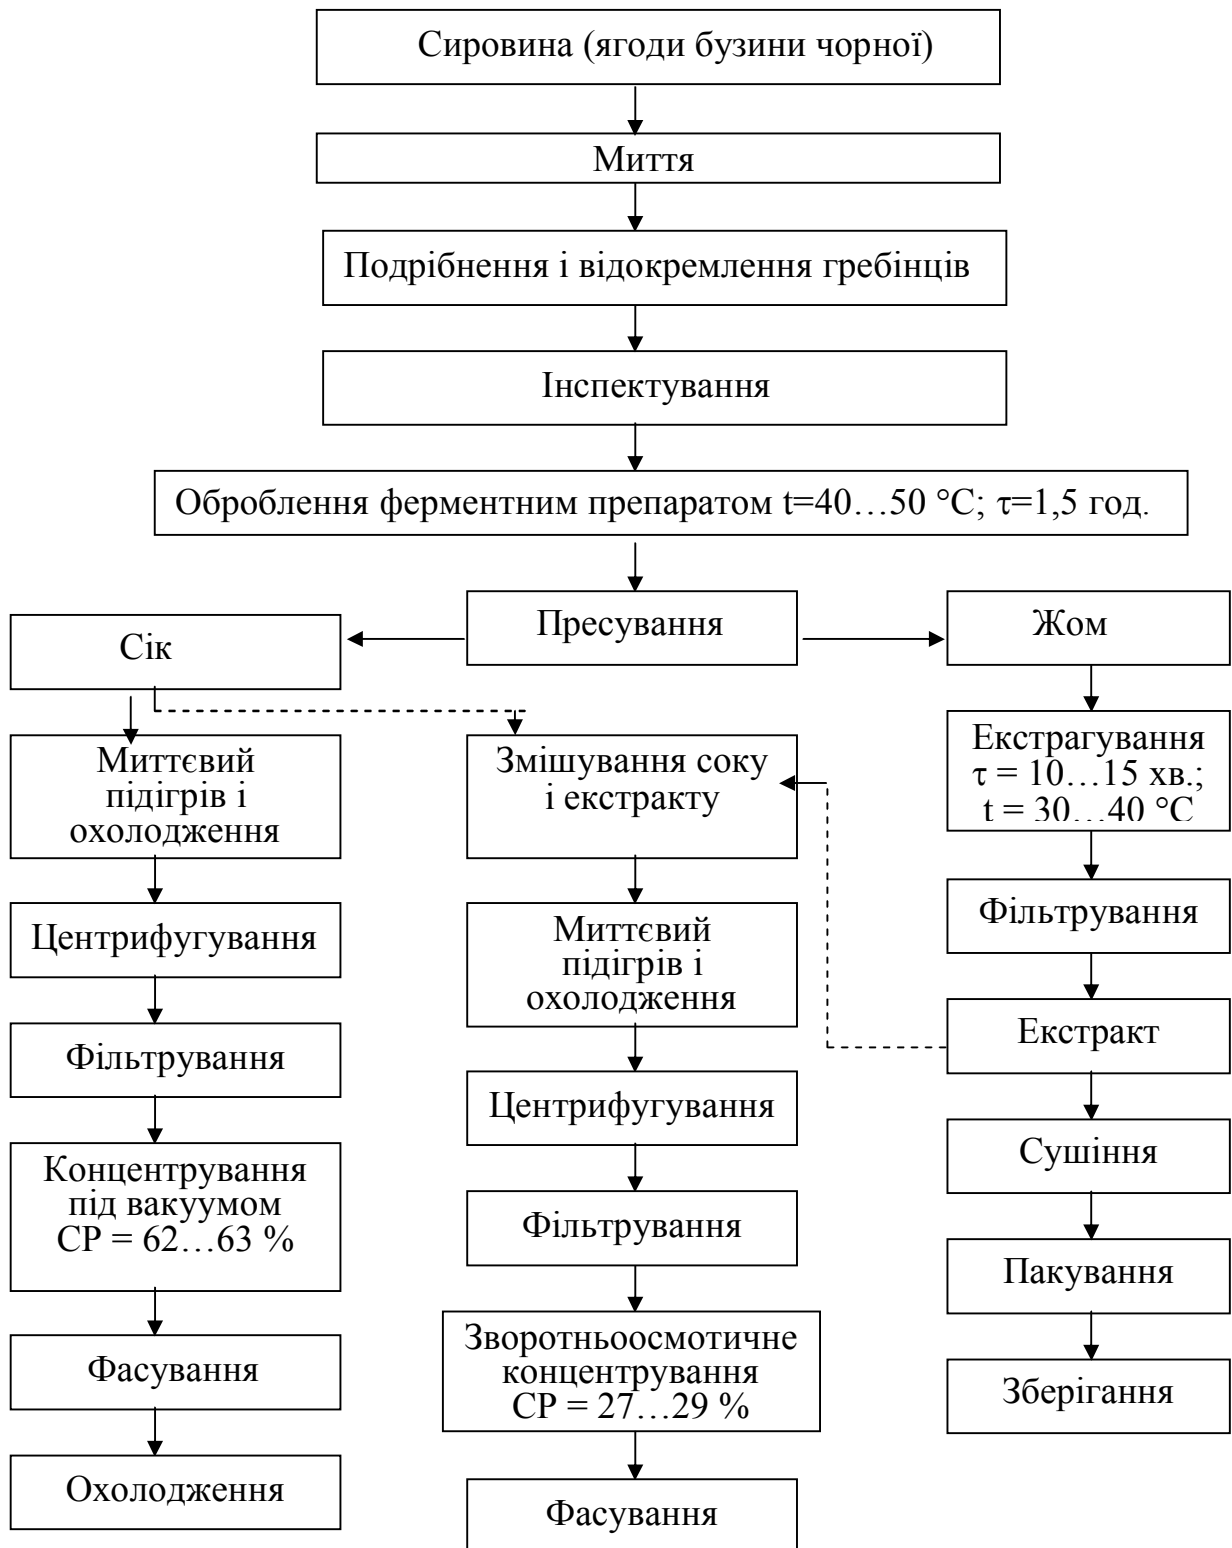 Сировина (ягоди бузини чорної)
Миття
Подрібнення і відокремлення гребінців
Інспектування
Оброблення ферментним препаратом t=40…50 °С; τ=1,5 год.
Пресування
Сік
Миттєвий
підігрів і
охолодження
Центрифугування
Фільтрування
Концентрування
під вакуумом
СР = 62…63 %
Фасування
Охолодження
Змішування соку
і екстракту
Миттєвий
підігрів і
охолодження
Центрифугування
Фільтрування
Зворотньоосмотичне
концентрування
СР = 27…29 %
Фасування
Жом
Екстрагування
τ = 10…15 хв.;
t = 30…40 °С
Фільтрування
Екстракт
Сушіння
Пакування
Зберігання